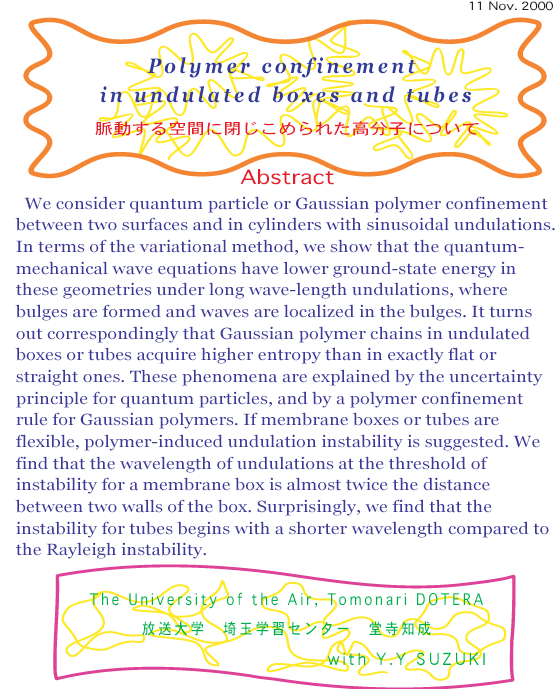 11 Nov. 2000
Polymer confinement
in undulated boxes and tubes
脈動する空間に閉じこめられた高分子について
Abstract
We consider quantum particle or Gaussian polymer confinement
between two surfaces and in cylinders with sinusoidal undulations.
In terms of the variational method, we show that the quantum-
mechanical wave equations have lower ground-state energy in
these geometries under long wave-length undulations, where
bulges are formed and waves are localized in the bulges. It turns
out correspondingly that Gaussian polymer chains in undulated
boxes or tubes acquire higher entropy than in exactly flat or
straight ones. These phenomena are explained by the uncertainty
principle for quantum particles, and by a polymer confinement
rule for Gaussian polymers. If membrane boxes or tubes are
flexible, polymer-induced undulation instability is suggested. We
find that the wavelength of undulations at the threshold of
instability for a membrane box is almost twice the distance
between two walls of the box. Surprisingly, we find that the
instability for tubes begins with a shorter wavelength compared to
the Rayleigh instability.
The University of the Air, Tomonari DOTERA
放送大学　埼玉学習センター　堂寺知成
with Y.Y SUZUKI